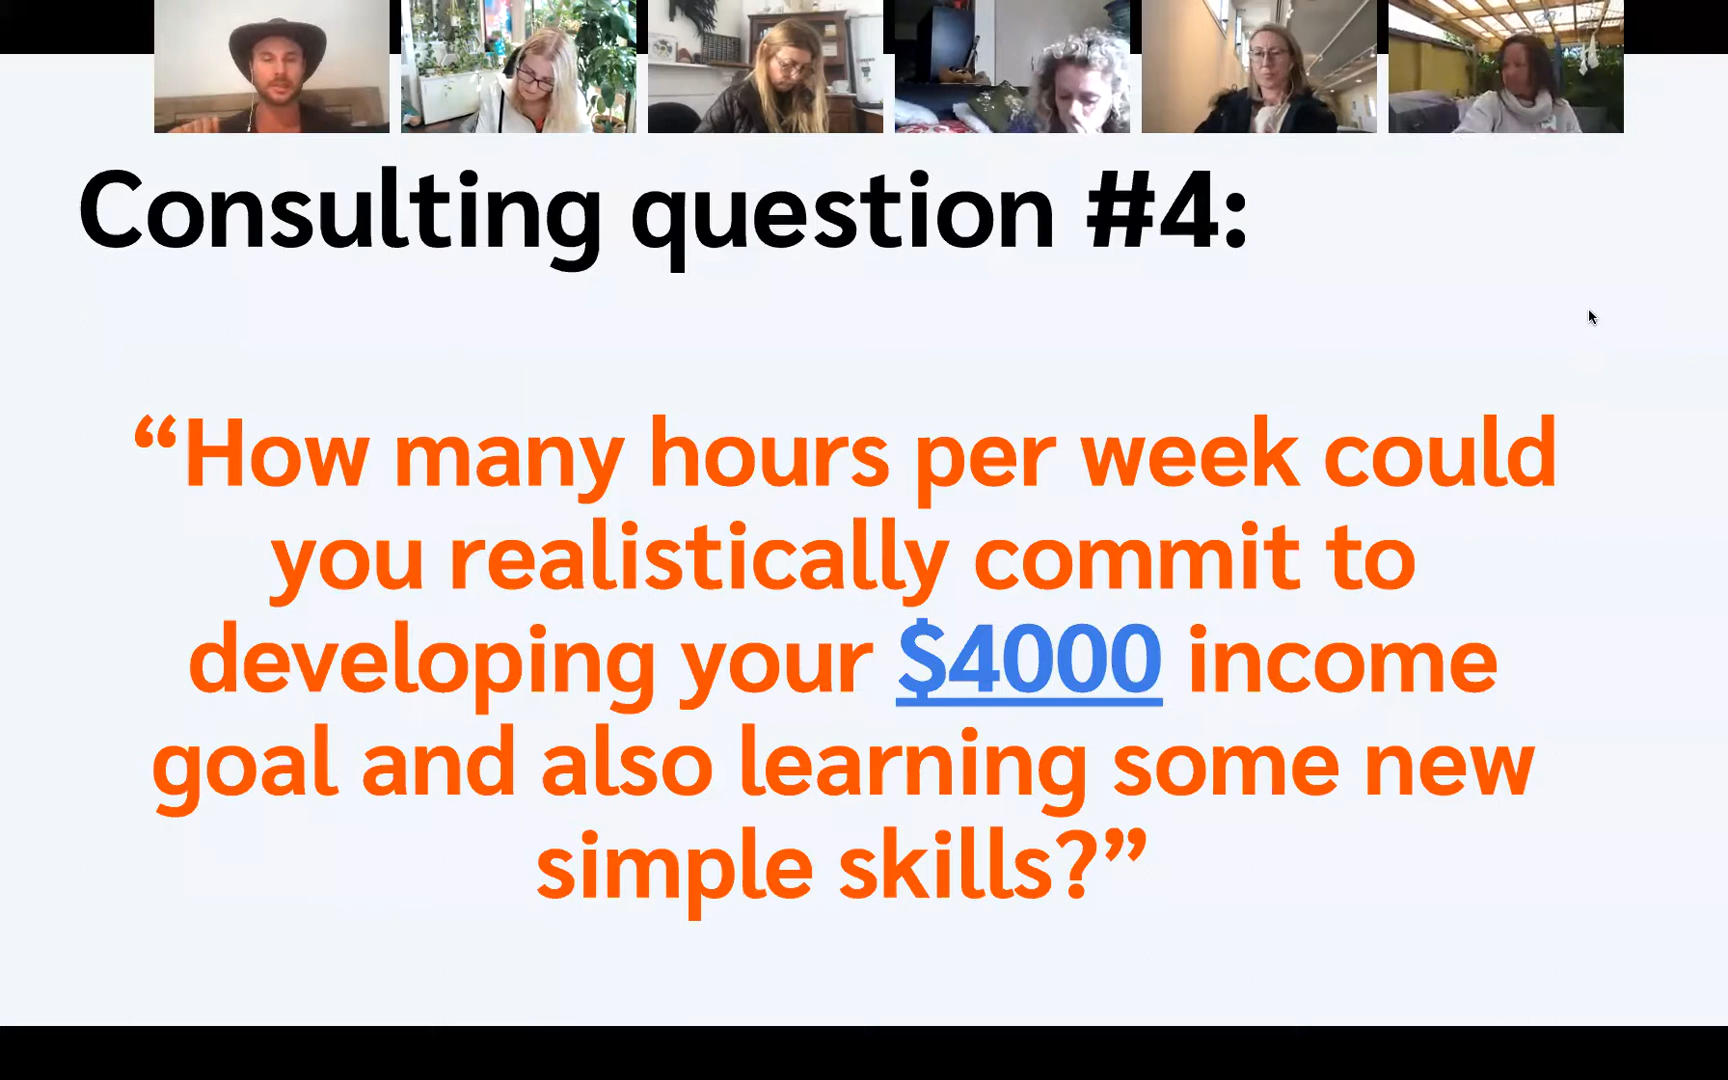 Consulting question #4:
“How many hours per week could
you realistically commit to
developing your $4000 income
goal and also learning some new
simple skills?”